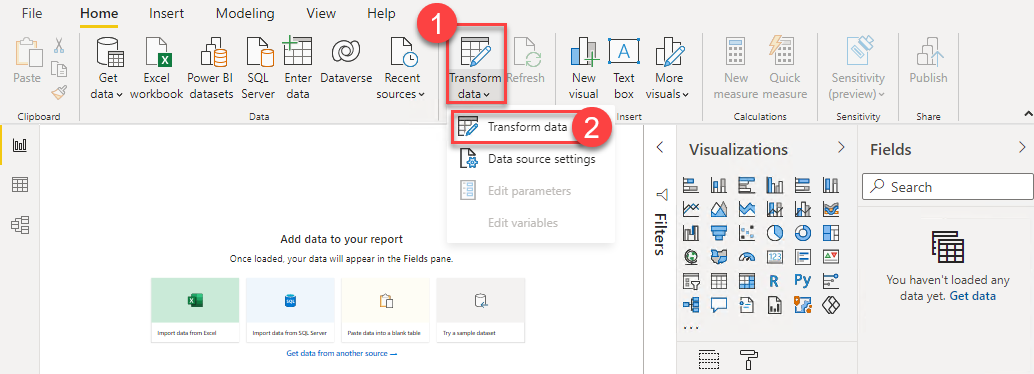 File Home Insert Modeling View Help
1
Paste
Get data
Excel workbook
Power BI datasets
SQL Server
Enter data
Dataverse
Recent sources
Transform data
Refresh
New visual
Text box
More visuals
New measure
Quick measure
Sensitivity (preview)
Publish
Clipboard
Data
Insert
Calculations
Sensitivity
Share
Transform data
2
Data source settings
Edit parameters
Edit variables
Add data to your report
Once loaded, your data will appear in the Fields pane.
SQL
Import data from Excel
Import data from SQL Server
Paste data into a blank table
Try a sample dataset
Get data from another source →
Filters
Visualizations
123
R
Py
...
Fields
Search
You haven't loaded any
data yet. Get data